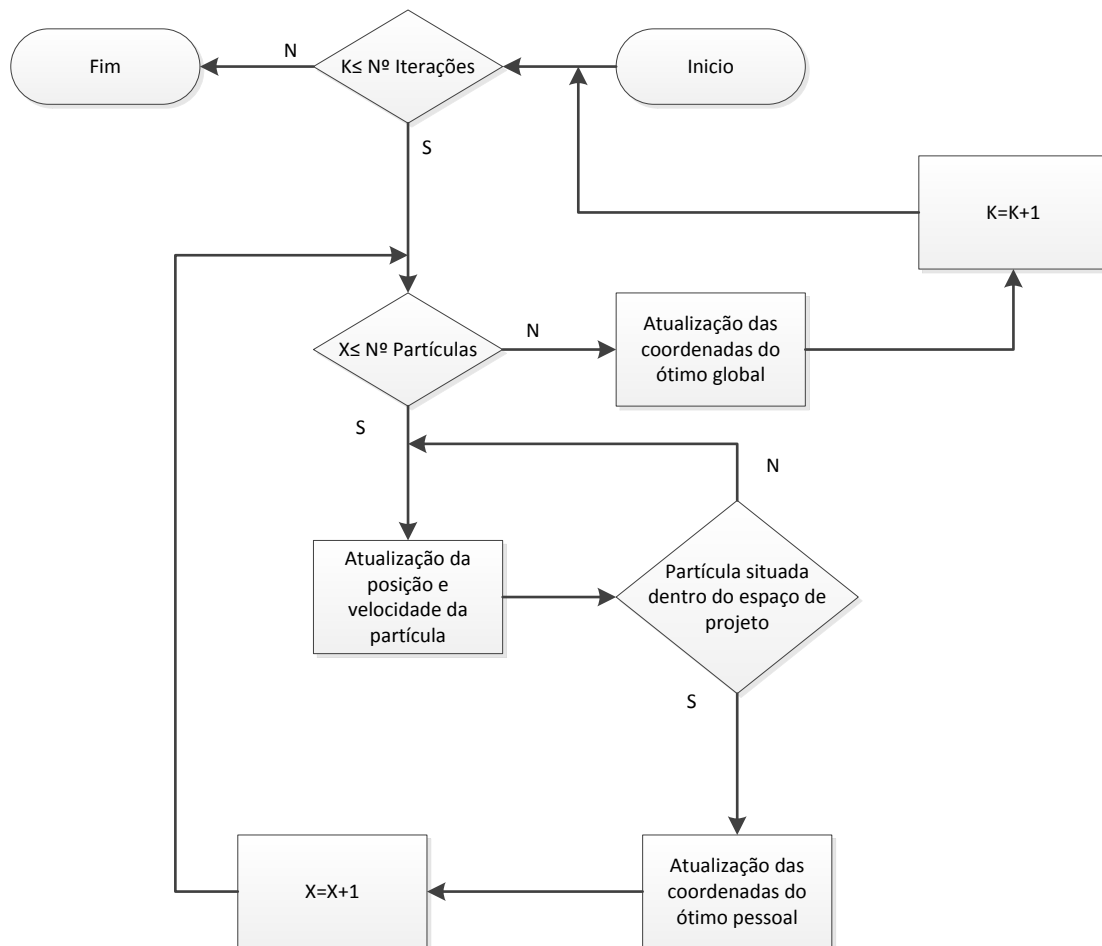 Fim
N
K≤ Nº Iterações
Inicio
S
K=K+1
X≤ Nº Partículas
N
Atualização das
coordenadas do
ótimo global
S
N
Atualização da
posição e
velocidade da
partícula
Partícula situada
dentro do espaço de
projeto
S
X=X+1
Atualização das
coordenadas do
ótimo pessoal